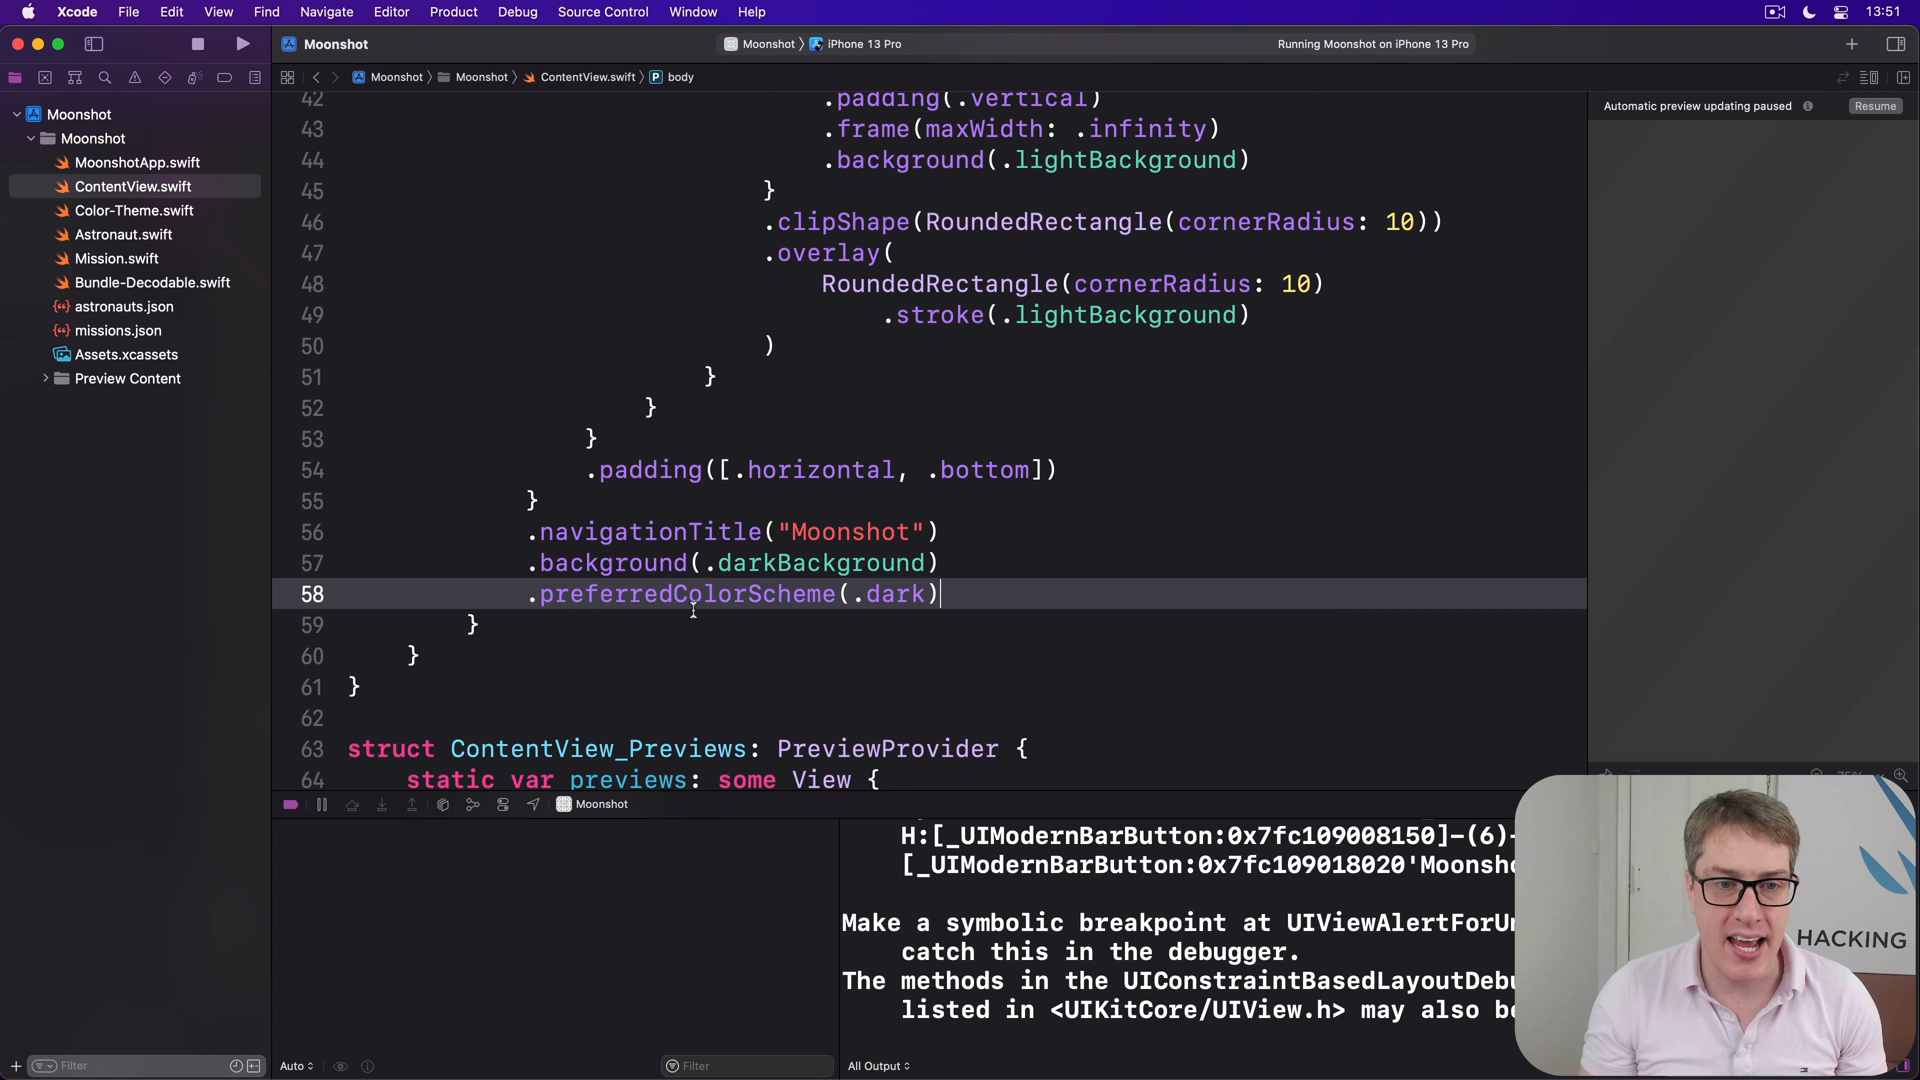 Xcode File Edit View Find Navigate Editor Product Debug Source Control Window Help 13:51
Moonshot Moonshot iPhone 13 Pro Running Moonshot on iPhone 13 Pro
Moonshot Moonshot ContentView.swift P body
Automatic preview updating paused Resume
Moonshot
Moonshot
MoonshotApp.swift
ContentView.swift
Color-Theme.swift
Astronaut.swift
Mission.swift
Bundle-Decodable.swift
astronauts.json
missions.json
Assets.xcassets
Preview Content
42 .padding(.vertical)
43 .frame(maxWidth: .infinity)
44 .background(.lightBackground)
45 }
46 .clipShape(RoundedRectangle(cornerRadius: 10))
47 .overlay(
48 RoundedRectangle(cornerRadius: 10)
49 .stroke(.lightBackground)
50 )
51 }
52 }
53 }
54 .padding([.horizontal, .bottom])
55 }
56 .navigationTitle("Moonshot")
57 .background(.darkBackground)
58 .preferredColorScheme(.dark)
59 }
60 }
61 }
62
63 struct ContentView_Previews: PreviewProvider {
64 static var previews: some View {
Moonshot
H:[_UIModernBarButton:0x7fc109008150]-(6)-
[_UIModernBarButton:0x7fc109018020'Moonsho
Make a symbolic breakpoint at UIViewAlertForUn
catch this in the debugger.
The methods in the UIConstraintBasedLayoutDebu
listed in <UIKitCore/UIView.h> may also be
HACKING
Filter Auto Filter All Output